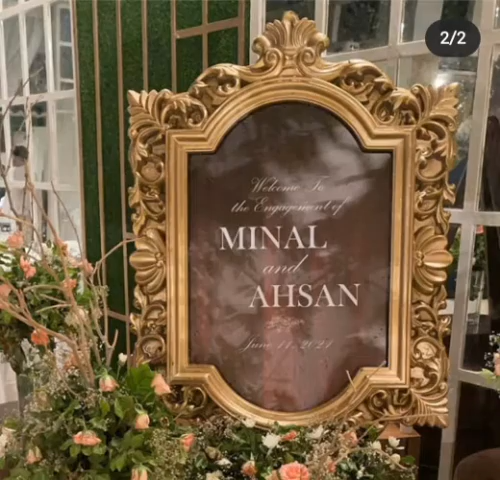 2/2
Welcome To
the Engagement of
MINAL
and
AHSAN
June 11, 2021